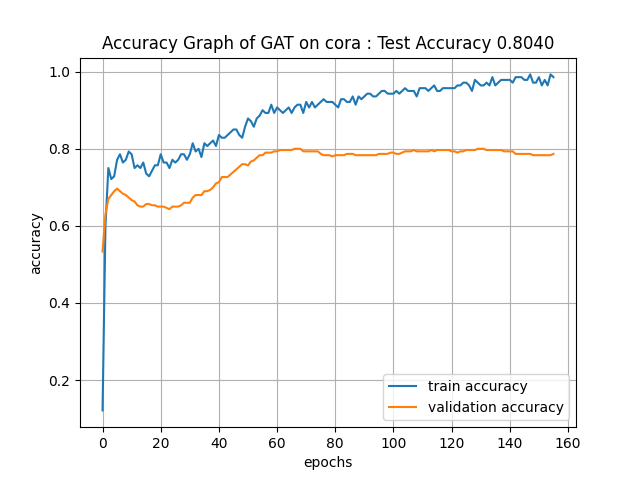 Accuracy Graph of GAT on cora : Test Accuracy 0.8040
1.0
0.8
0.6
0.4
0.2
accuracy
train accuracy
validation accuracy
0 20 40 60 80 100 120 140 160
epochs